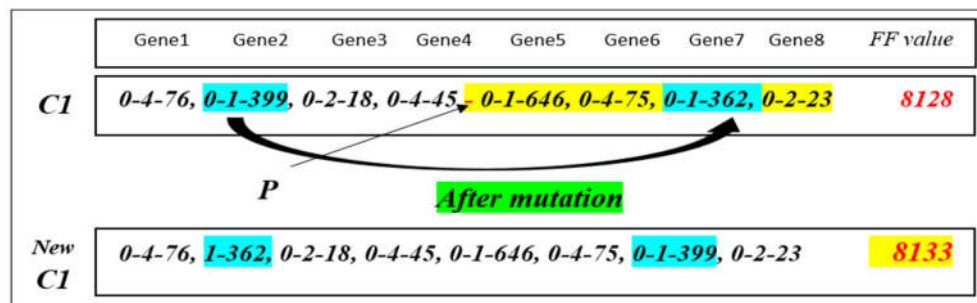 Gene1 Gene2 Gene3 Gene4 Gene5 Gene6 Gene7 Gene8 FF value
C1 0-4-76, 0-1-399, 0-2-18, 0-4-45,- 0-1-646, 0-4-75, 0-1-362, 0-2-23 8128
P
After mutation
New
C1 0-4-76, 1-362, 0-2-18, 0-4-45, 0-1-646, 0-4-75, 0-1-399, 0-2-23 8133